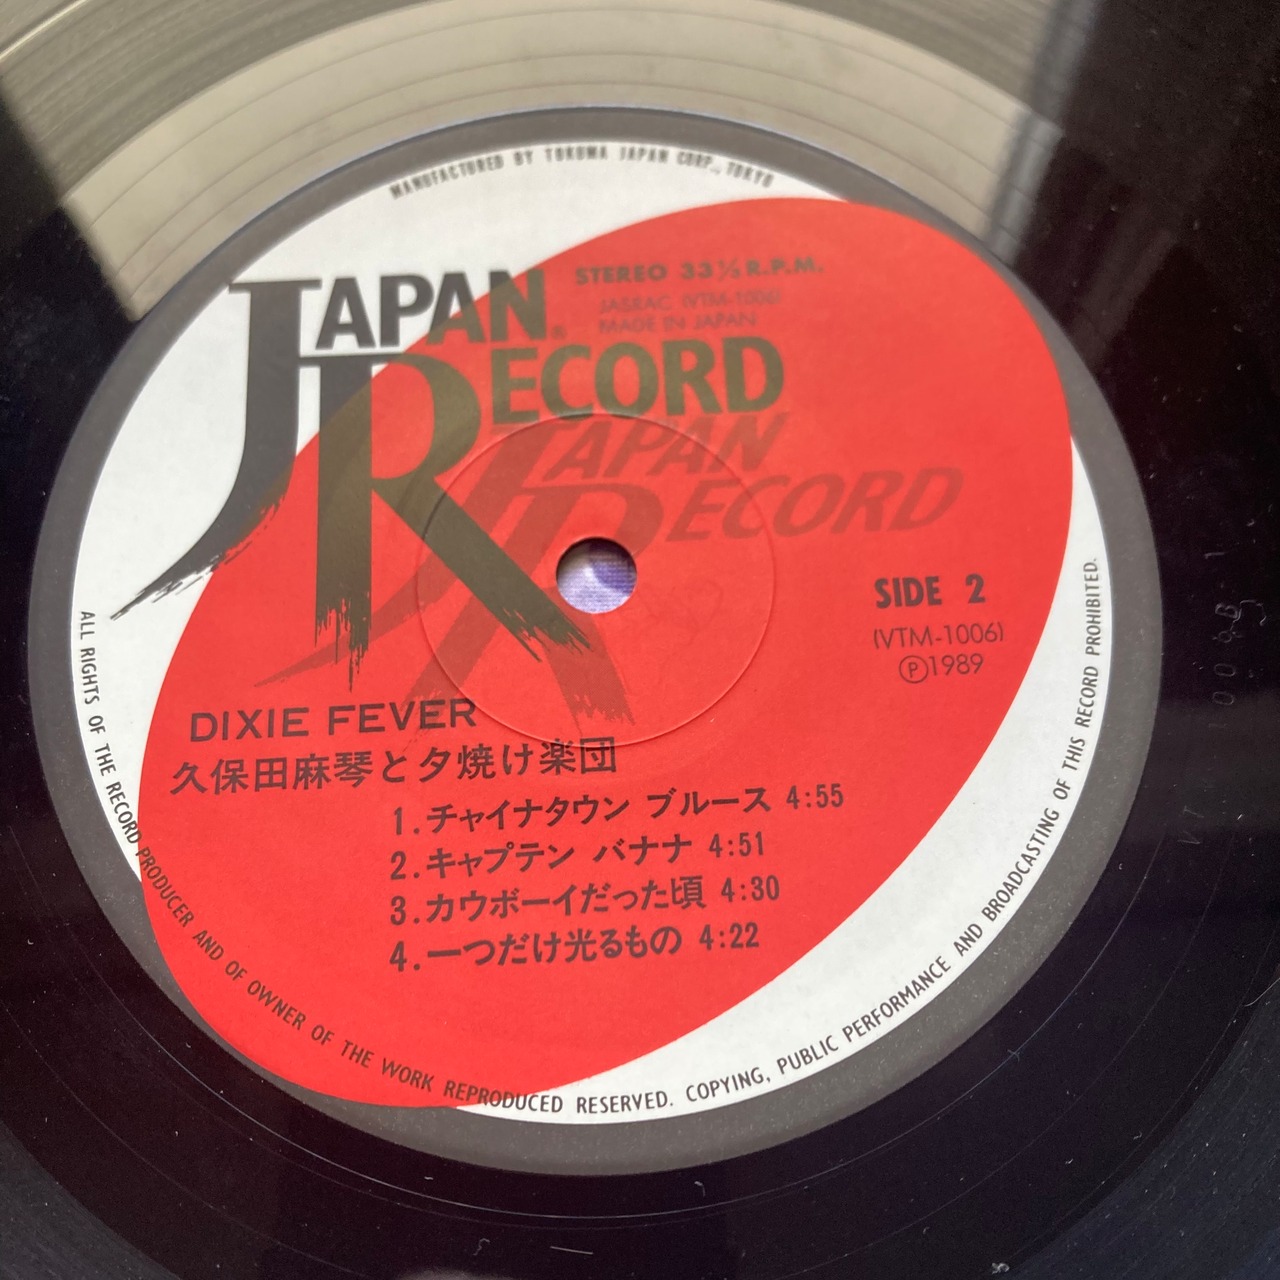 MANUFACTURED BY TOKUMA JAPAN CORP., TOKYO
JAPAN®
RECORD
STEREO 33⅓ R.P.M.
JASRAC (VTM-1006)
MADE IN JAPAN
JAPAN
RECORD
SIDE 2
(VTM-1006)
Ⓟ1989
DIXIE FEVER
久保田麻琴と夕焼け楽団
1.チャイナタウン ブルース 4:55
2.キャプテン バナナ 4:51
3.カウボーイだった頃 4:30
4.一つだけ光るもの 4:22
ALL RIGHTS OF THE RECORD PRODUCER AND OF OWNER OF THE WORK REPRODUCED RESERVED. COPYING, PUBLIC PERFORMANCE AND BROADCASTING OF THIS RECORD PROHIBITED.